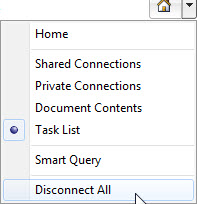 Home
Shared Connections
Private Connections
Document Contents
Task List
Smart Query
Disconnect All